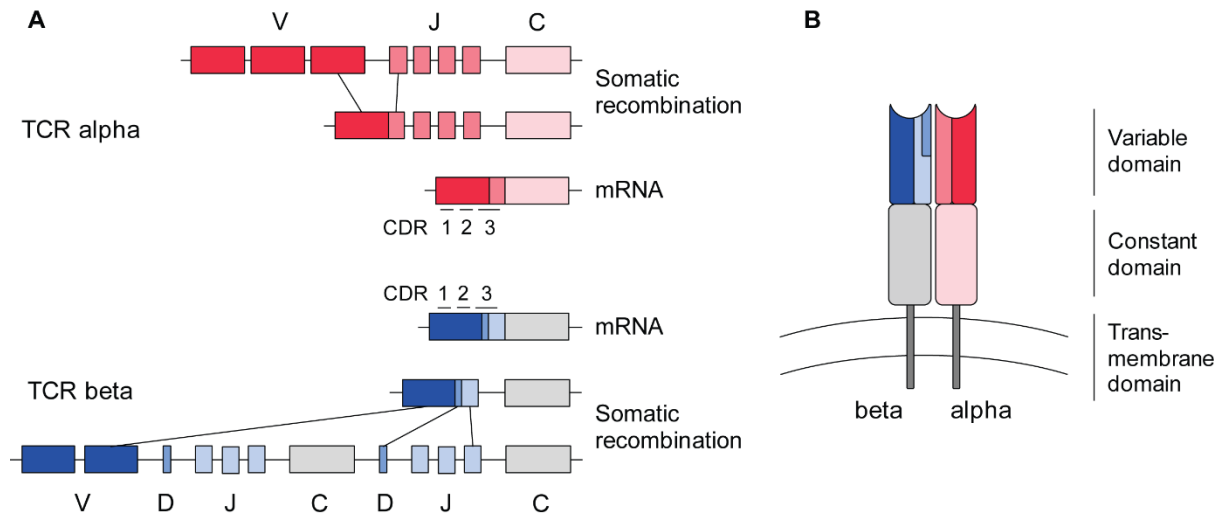 A
V J C
Somatic
recombination
TCR alpha
mRNA
CDR 1 2 3
CDR 1 2 3
mRNA
TCR beta
Somatic
recombination
V D J C D J C
B
Variable
domain
Constant
domain
Trans-
membrane
domain
beta alpha